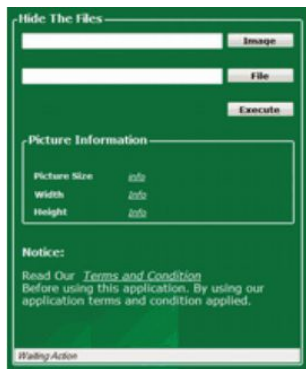 Hide The Files
Image
File
Execute
Picture Information
Picture Size info
Width Info
Height Info
Notice:
Read Our Terms and Condition
Before using this application. By using our
application terms and condition applied.
Waiting Action